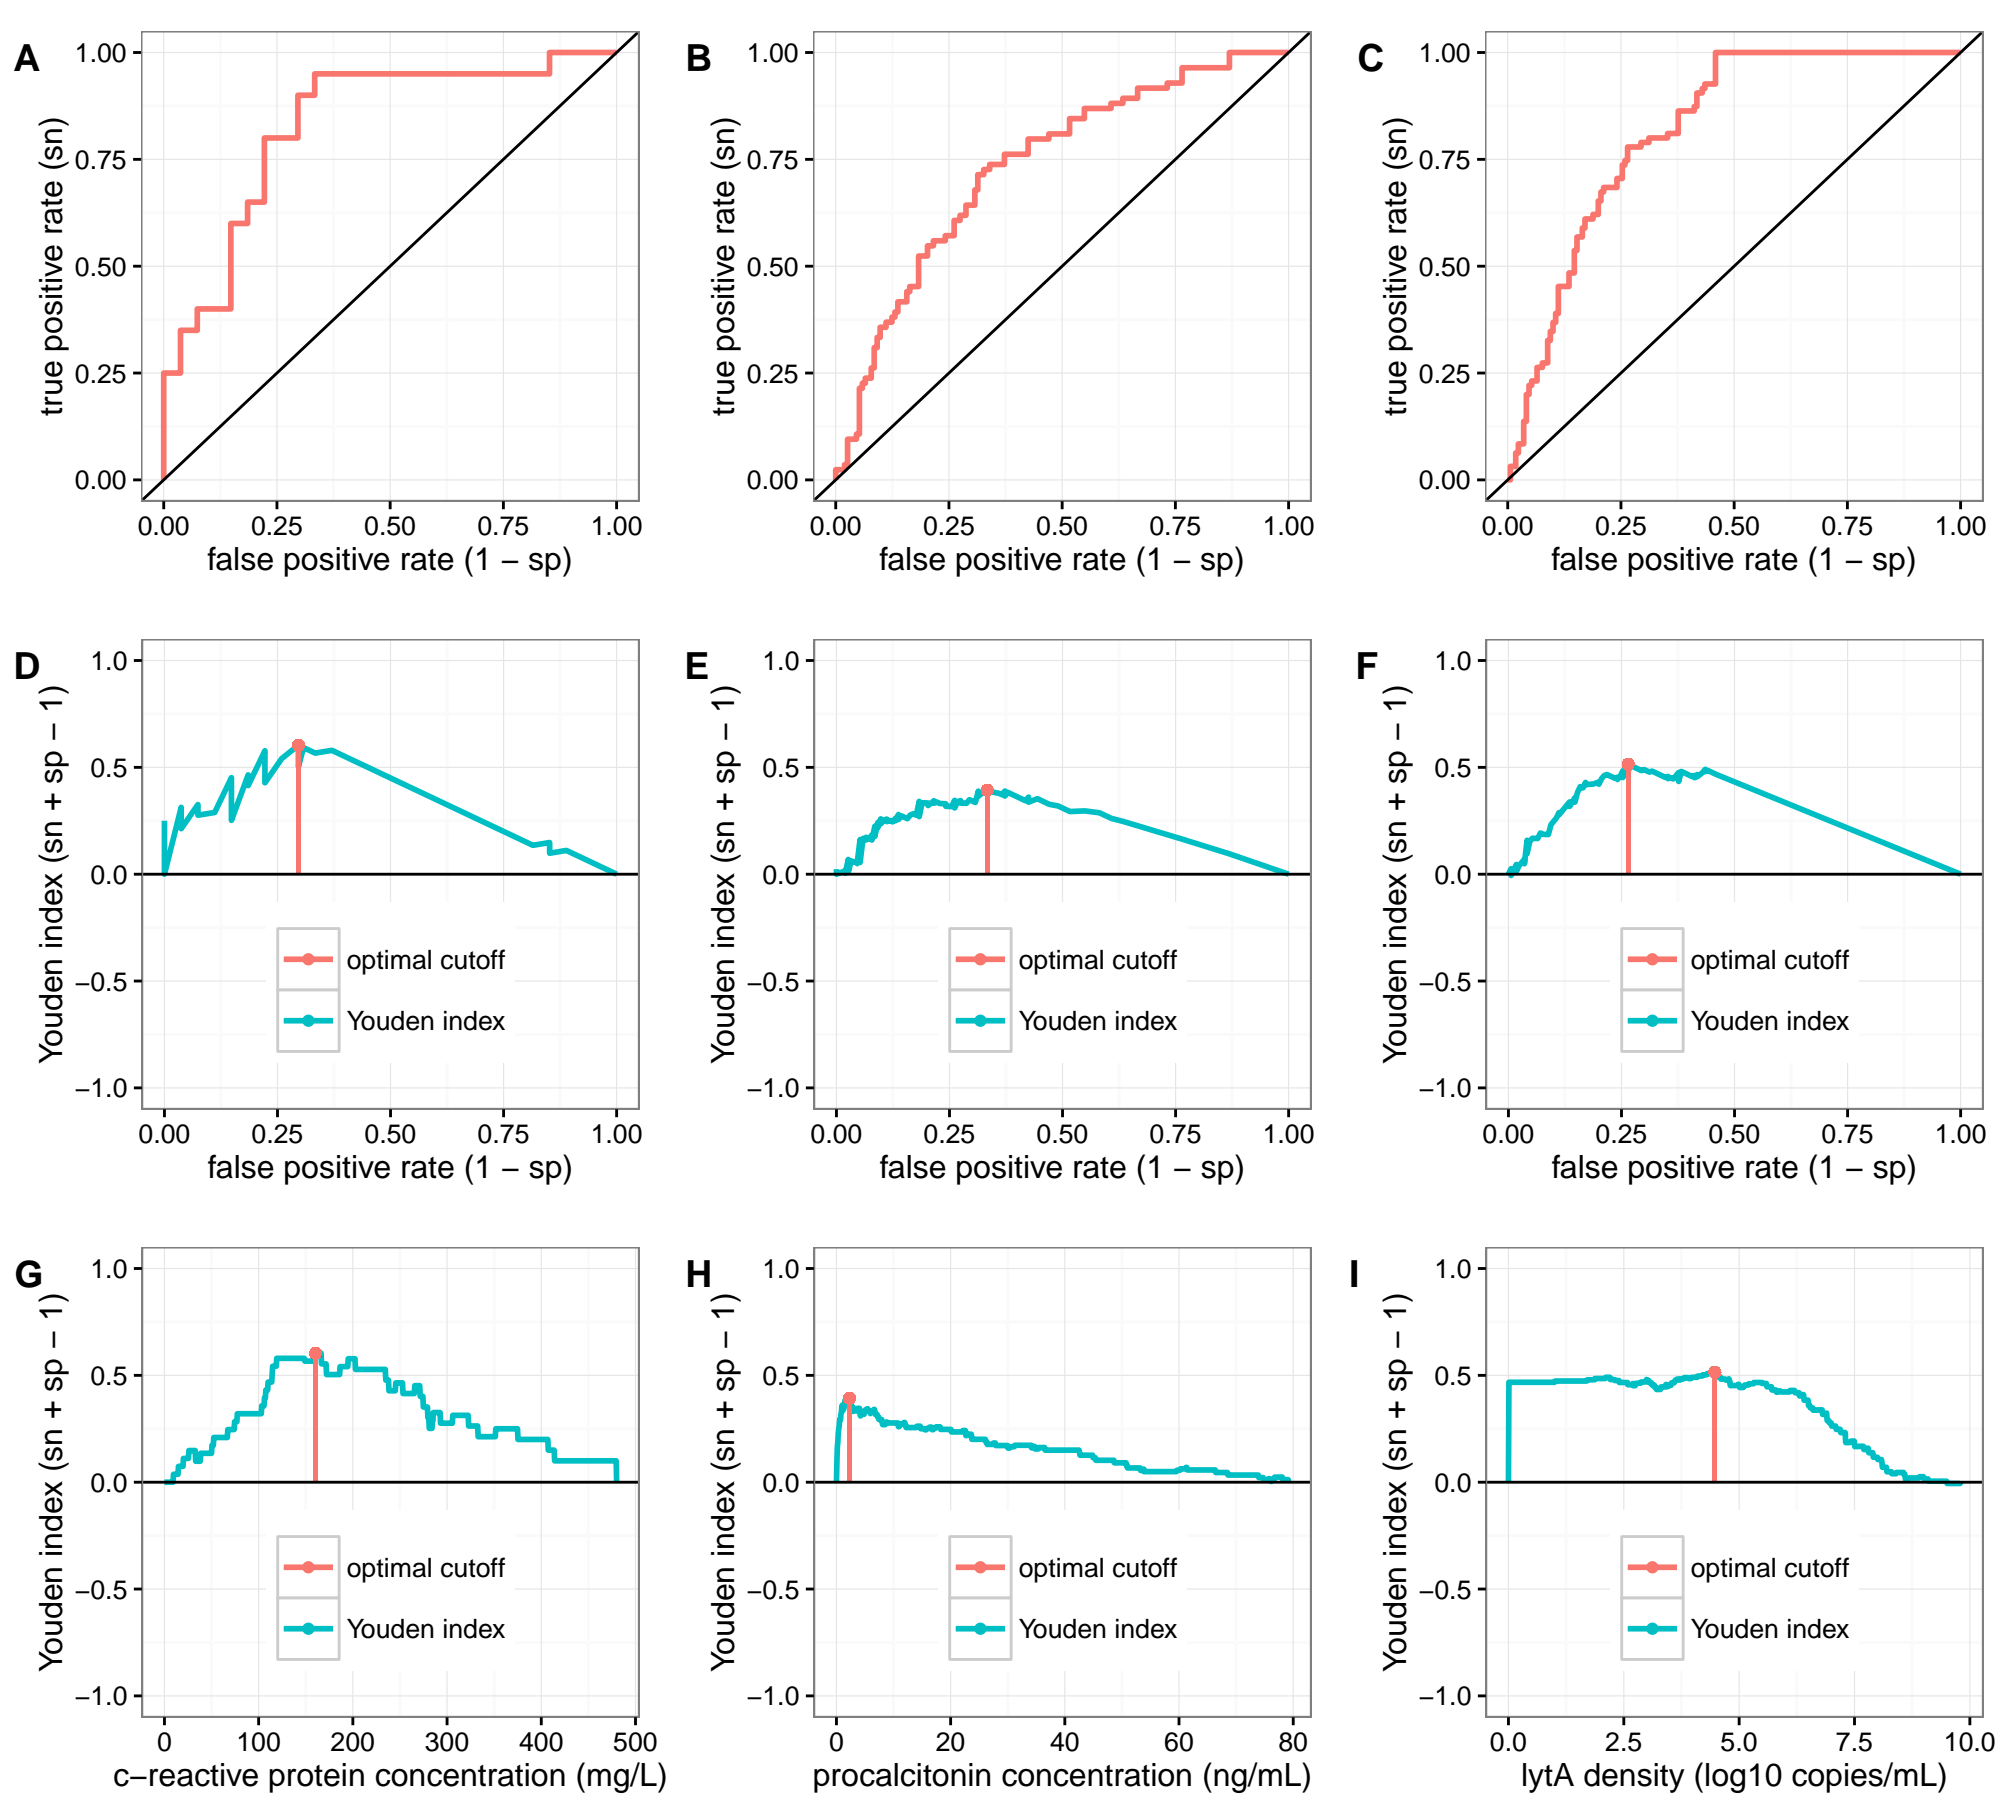 A
true positive rate (sn)
1.00
0.75
0.50
0.25
0.00
0.00 0.25 0.50 0.75 1.00
false positive rate (1 − sp)
B
true positive rate (sn)
1.00
0.75
0.50
0.25
0.00
0.00 0.25 0.50 0.75 1.00
false positive rate (1 − sp)
C
true positive rate (sn)
1.00
0.75
0.50
0.25
0.00
0.00 0.25 0.50 0.75 1.00
false positive rate (1 − sp)
D
Youden index (sn + sp − 1)
1.0
0.5
0.0
−0.5
−1.0
optimal cutoff
Youden index
0.00 0.25 0.50 0.75 1.00
false positive rate (1 − sp)
E
Youden index (sn + sp − 1)
1.0
0.5
0.0
−0.5
−1.0
optimal cutoff
Youden index
0.00 0.25 0.50 0.75 1.00
false positive rate (1 − sp)
F
Youden index (sn + sp − 1)
1.0
0.5
0.0
−0.5
−1.0
optimal cutoff
Youden index
0.00 0.25 0.50 0.75 1.00
false positive rate (1 − sp)
G
Youden index (sn + sp − 1)
1.0
0.5
0.0
−0.5
−1.0
optimal cutoff
Youden index
0 100 200 300 400 500
c−reactive protein concentration (mg/L)
H
Youden index (sn + sp − 1)
1.0
0.5
0.0
−0.5
−1.0
optimal cutoff
Youden index
0 20 40 60 80
procalcitonin concentration (ng/mL)
I
Youden index (sn + sp − 1)
1.0
0.5
0.0
−0.5
−1.0
optimal cutoff
Youden index
0.0 2.5 5.0 7.5 10.0
lytA density (log10 copies/mL)